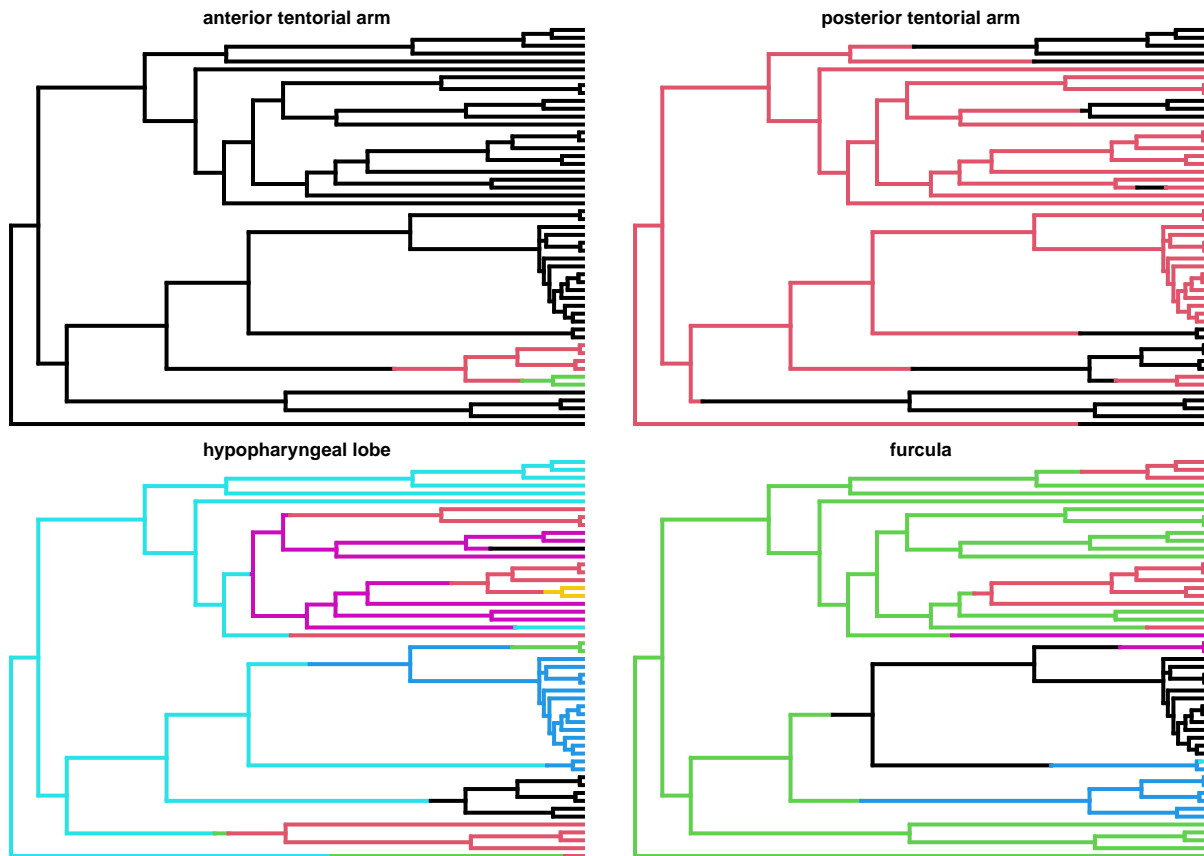 anterior tentorial arm
posterior tentorial arm
hypopharyngeal lobe
furcula